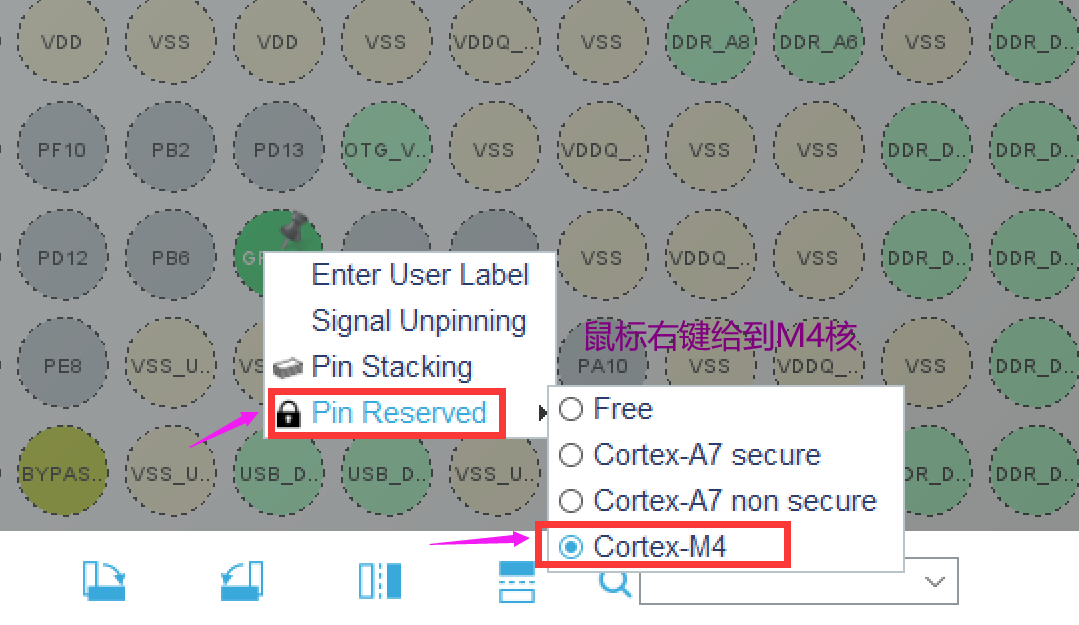 VDD VSS VDD VSS VDDQ_.. VSS DDR_A8 DDR_A6 VSS DDR_D..
PF10 PB2 PD13 OTG_V.. VSS VDDQ_.. VSS VSS DDR_D.. DDR_D..
PD12 PB6 VSS VDDQ_.. VSS DDR_D.. DDR_D..
Enter User Label
Signal Unpinning
鼠标右键给到M4核
PE8 VSS_U.. Pin Stacking PA10 VSS VDDQ_.. VSS DDR_D..
Pin Reserved
Free
Cortex-A7 secure
BYPAS.. VSS_U.. USB_D.. USB_D.. VSS_U.. DDR_D..
Cortex-A7 non secure
Cortex-M4